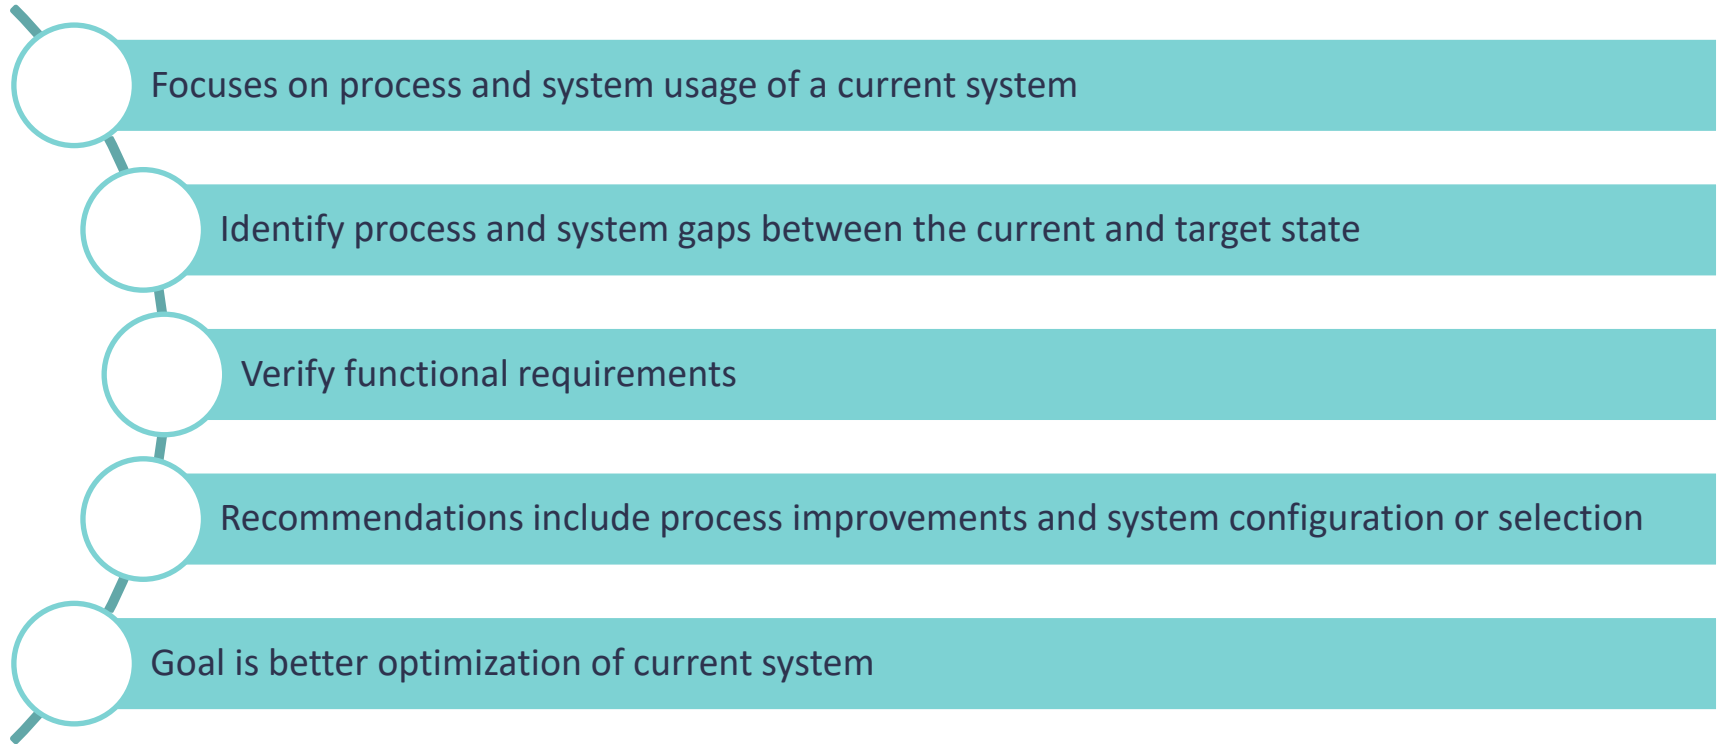 Focuses on process and system usage of a current system
Identify process and system gaps between the current and target state
Verify functional requirements
Recommendations include process improvements and system configuration or selection
Goal is better optimization of current system